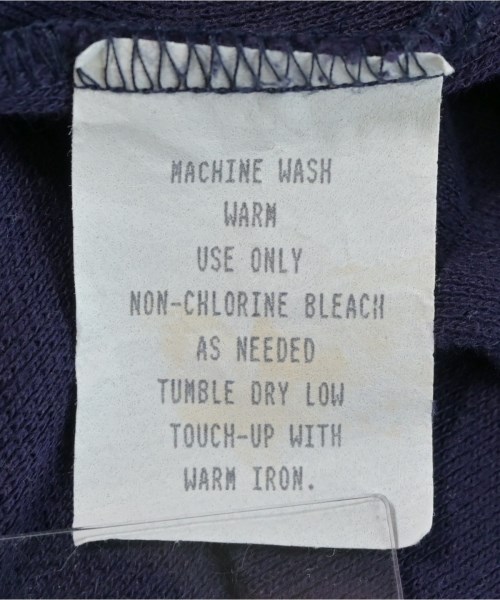 MACHINE WASH
WARM
USE ONLY
NON-CHLORINE BLEACH
AS NEEDED
TUMBLE DRY LOW
TOUCH-UP WITH
WARM IRON.